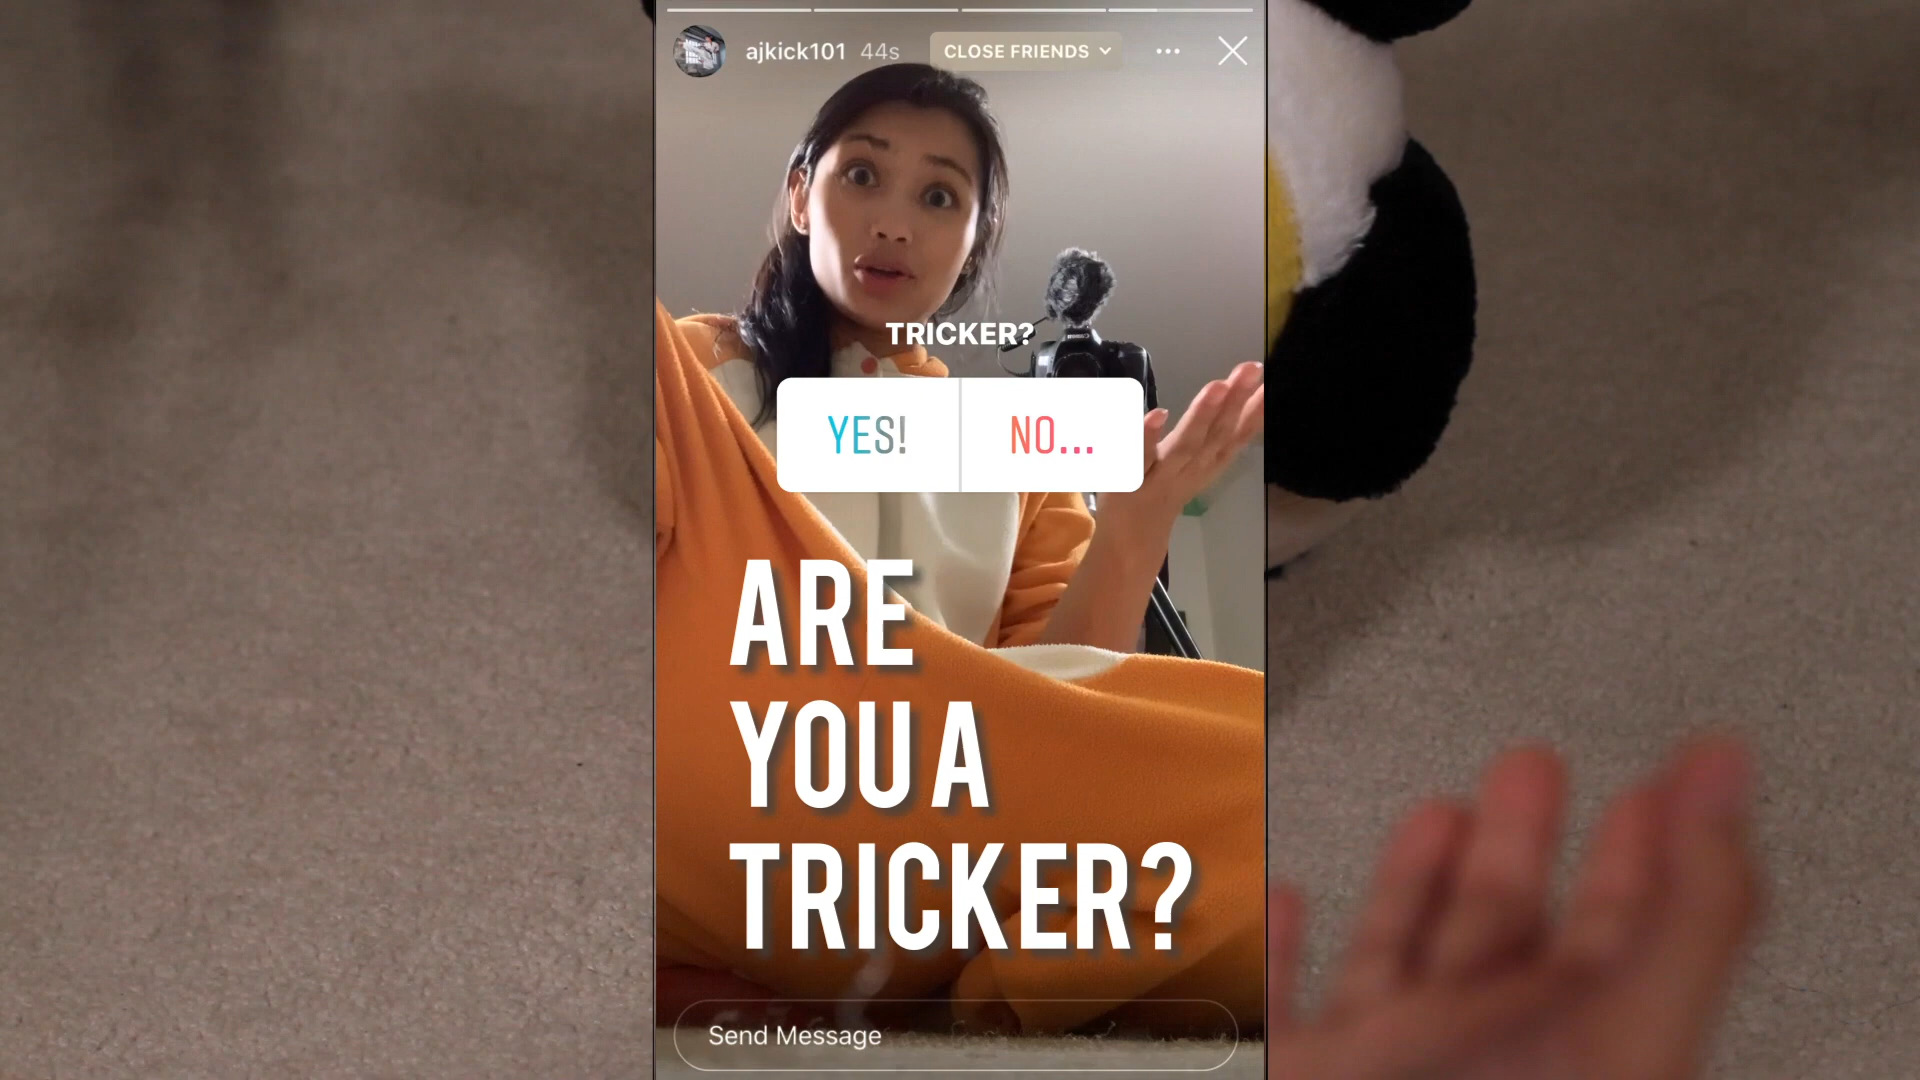 ajkick101 44s CLOSE FRIENDS
TRICKER?
YES! NO...
ARE
YOU A
TRICKER?
Send Message